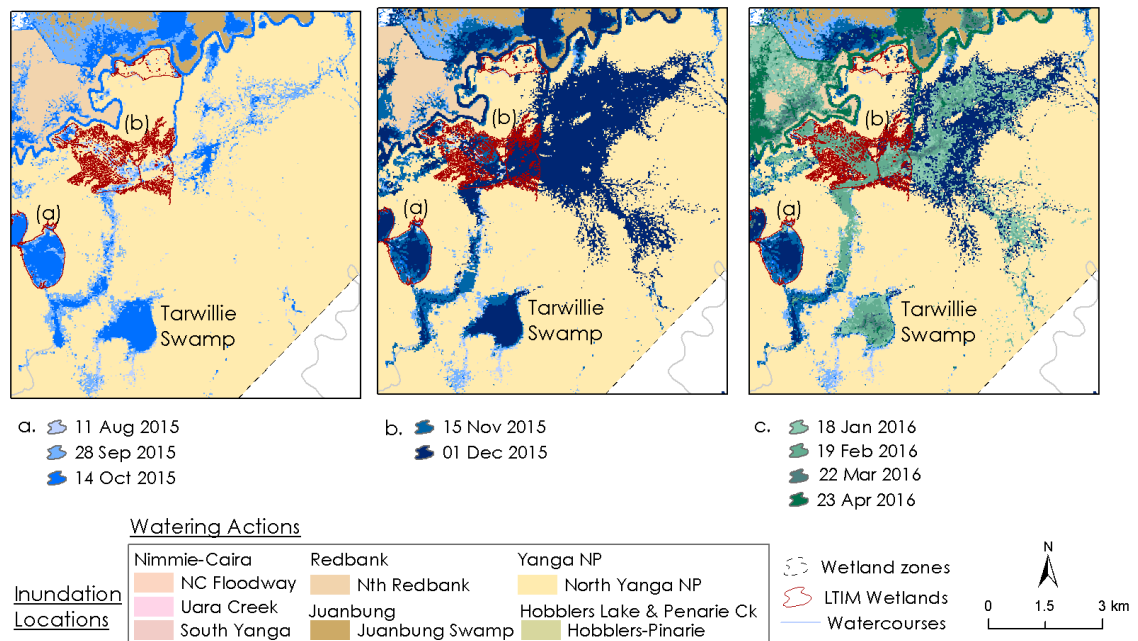 (b)
(a)
Tarwillie
Swamp
(b)
(a)
Tarwillie
Swamp
(b)
(a)
Tarwillie
Swamp
a. 11 Aug 2015
28 Sep 2015
14 Oct 2015
b. 15 Nov 2015
01 Dec 2015
c. 18 Jan 2016
19 Feb 2016
22 Mar 2016
23 Apr 2016
Watering Actions
Inundation
Locations
Nimmie-Caira
NC Floodway
Uara Creek
South Yanga
Redbank
Nth Redbank
Juanbung
Juanbung Swamp
Yanga NP
North Yanga NP
Hobblers Lake & Penarie Ck
Hobblers-Pinarie
Wetland zones
LTIM Wetlands
Watercourses
N
0 1.5 3 km